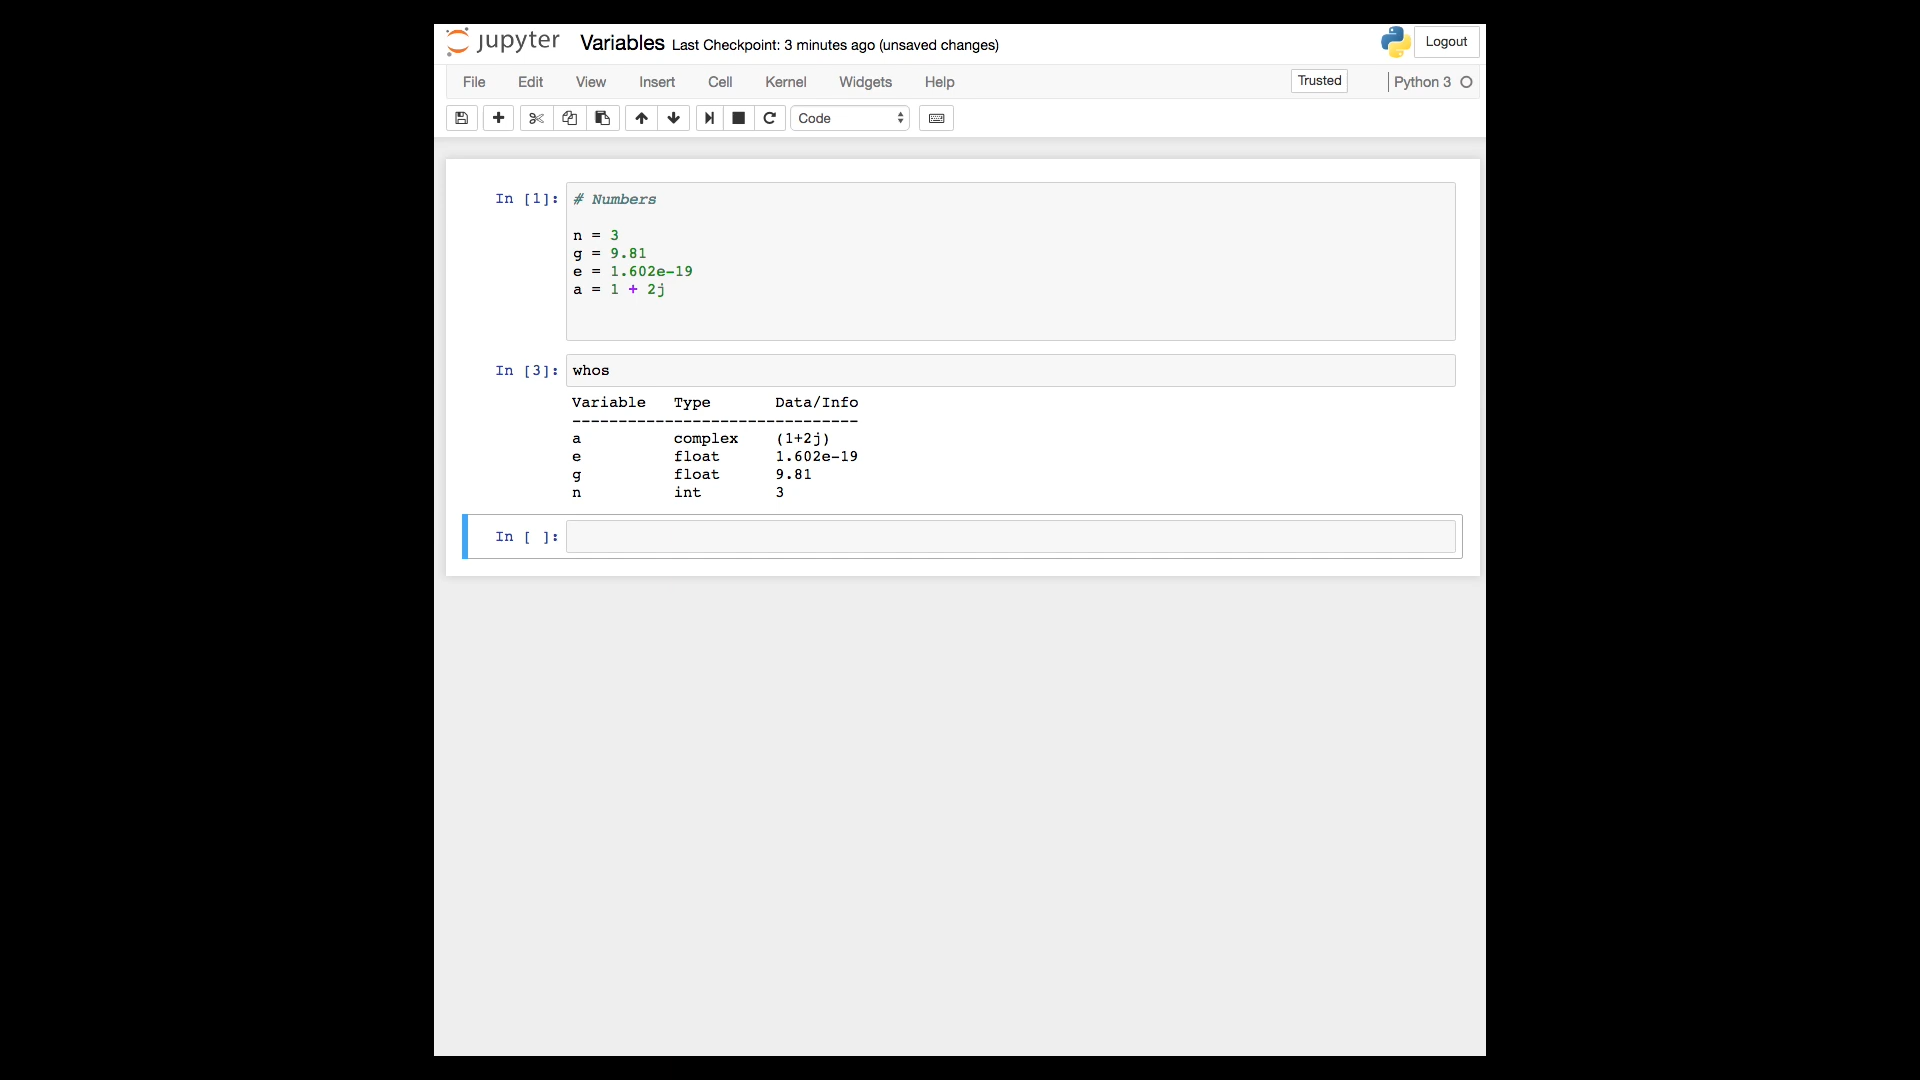 jupyter Variables Last Checkpoint: 3 minutes ago (unsaved changes) Logout
File Edit View Insert Cell Kernel Widgets Help Trusted Python 3
Code
In [1]: # Numbers
n = 3
g = 9.81
e = 1.602e-19
a = 1 + 2j
In [3]: whos
Variable Type Data/Info
-------------------------------
a complex (1+2j)
e float 1.602e-19
g float 9.81
n int 3
In [ ]: